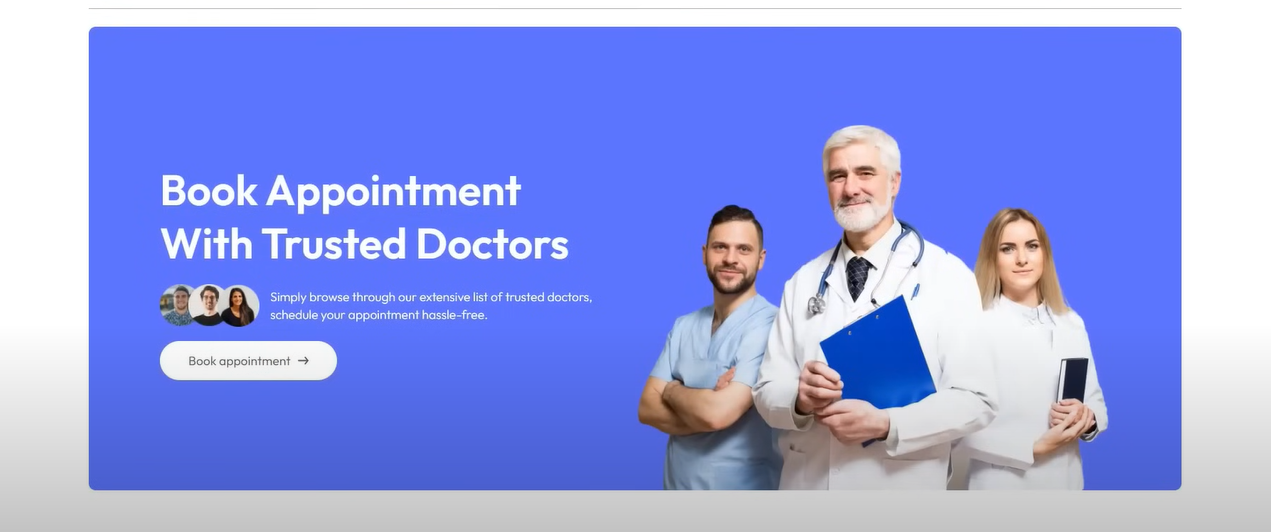 Book Appointment
With Trusted Doctors
Simply browse through our extensive list of trusted doctors,
schedule your appointment hassle-free.
Book appointment →